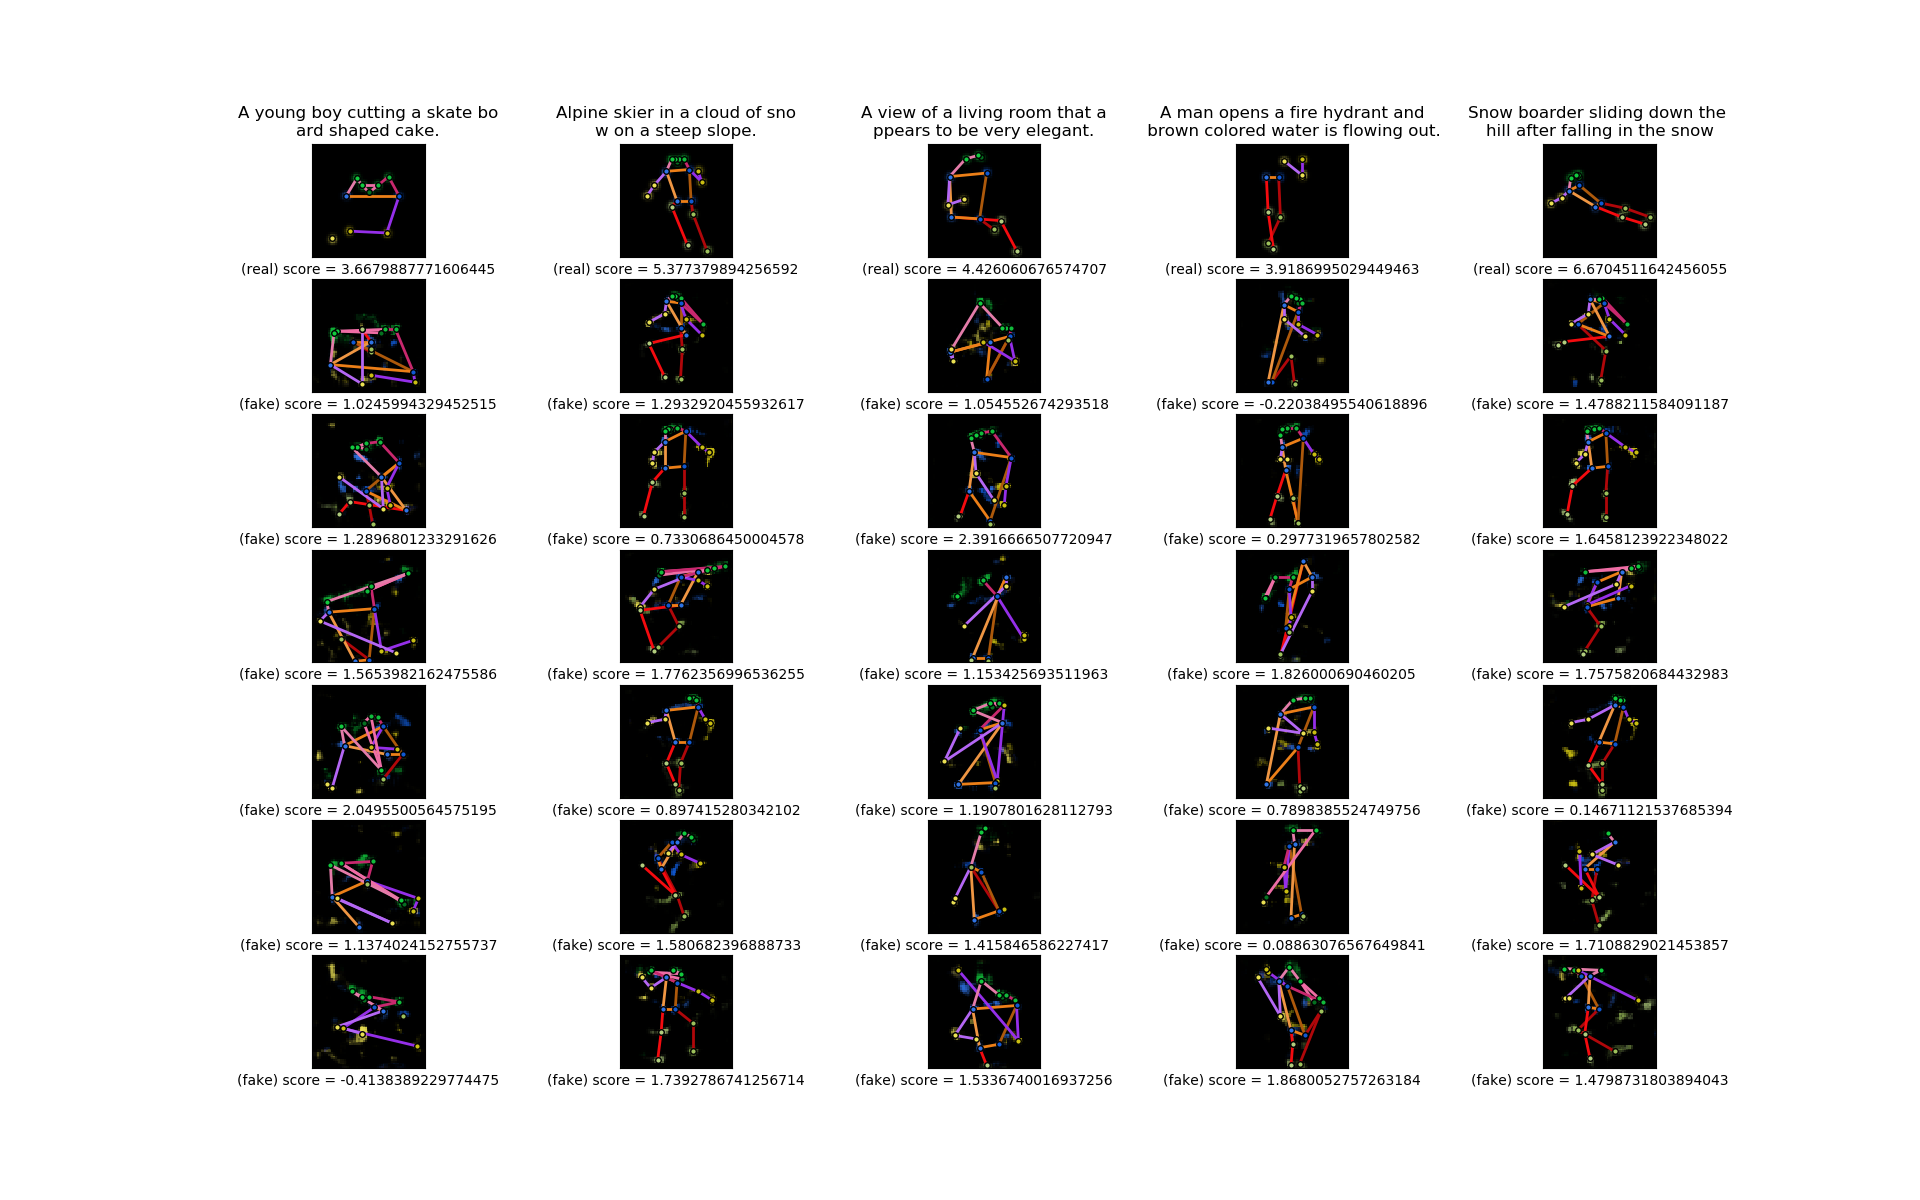 A young boy cutting a skate bo
ard shaped cake.
Alpine skier in a cloud of sno
w on a steep slope.
A view of a living room that a
ppears to be very elegant.
A man opens a fire hydrant and
brown colored water is flowing out.
Snow boarder sliding down the
hill after falling in the snow
(real) score = 3.6679887771606445
(real) score = 5.377379894256592
(real) score = 4.426060676574707
(real) score = 3.9186995029449463
(real) score = 6.6704511642456055
(fake) score = 1.0245994329452515
(fake) score = 1.2932920455932617
(fake) score = 1.054552674293518
(fake) score = -0.22038495540618896
(fake) score = 1.4788211584091187
(fake) score = 1.2896801233291626
(fake) score = 0.7330686450004578
(fake) score = 2.3916666507720947
(fake) score = 0.2977319657802582
(fake) score = 1.6458123922348022
(fake) score = 1.5653982162475586
(fake) score = 1.7762356996536255
(fake) score = 1.153425693511963
(fake) score = 1.826000690460205
(fake) score = 1.7575820684432983
(fake) score = 2.0495500564575195
(fake) score = 0.897415280342102
(fake) score = 1.1907801628112793
(fake) score = 0.7898385524749756
(fake) score = 0.14671121537685394
(fake) score = 1.1374024152755737
(fake) score = 1.580682396888733
(fake) score = 1.415846586227417
(fake) score = 0.08863076567649841
(fake) score = 1.7108829021453857
(fake) score = -0.4138389229774475
(fake) score = 1.7392786741256714
(fake) score = 1.5336740016937256
(fake) score = 1.8680052757263184
(fake) score = 1.4798731803894043